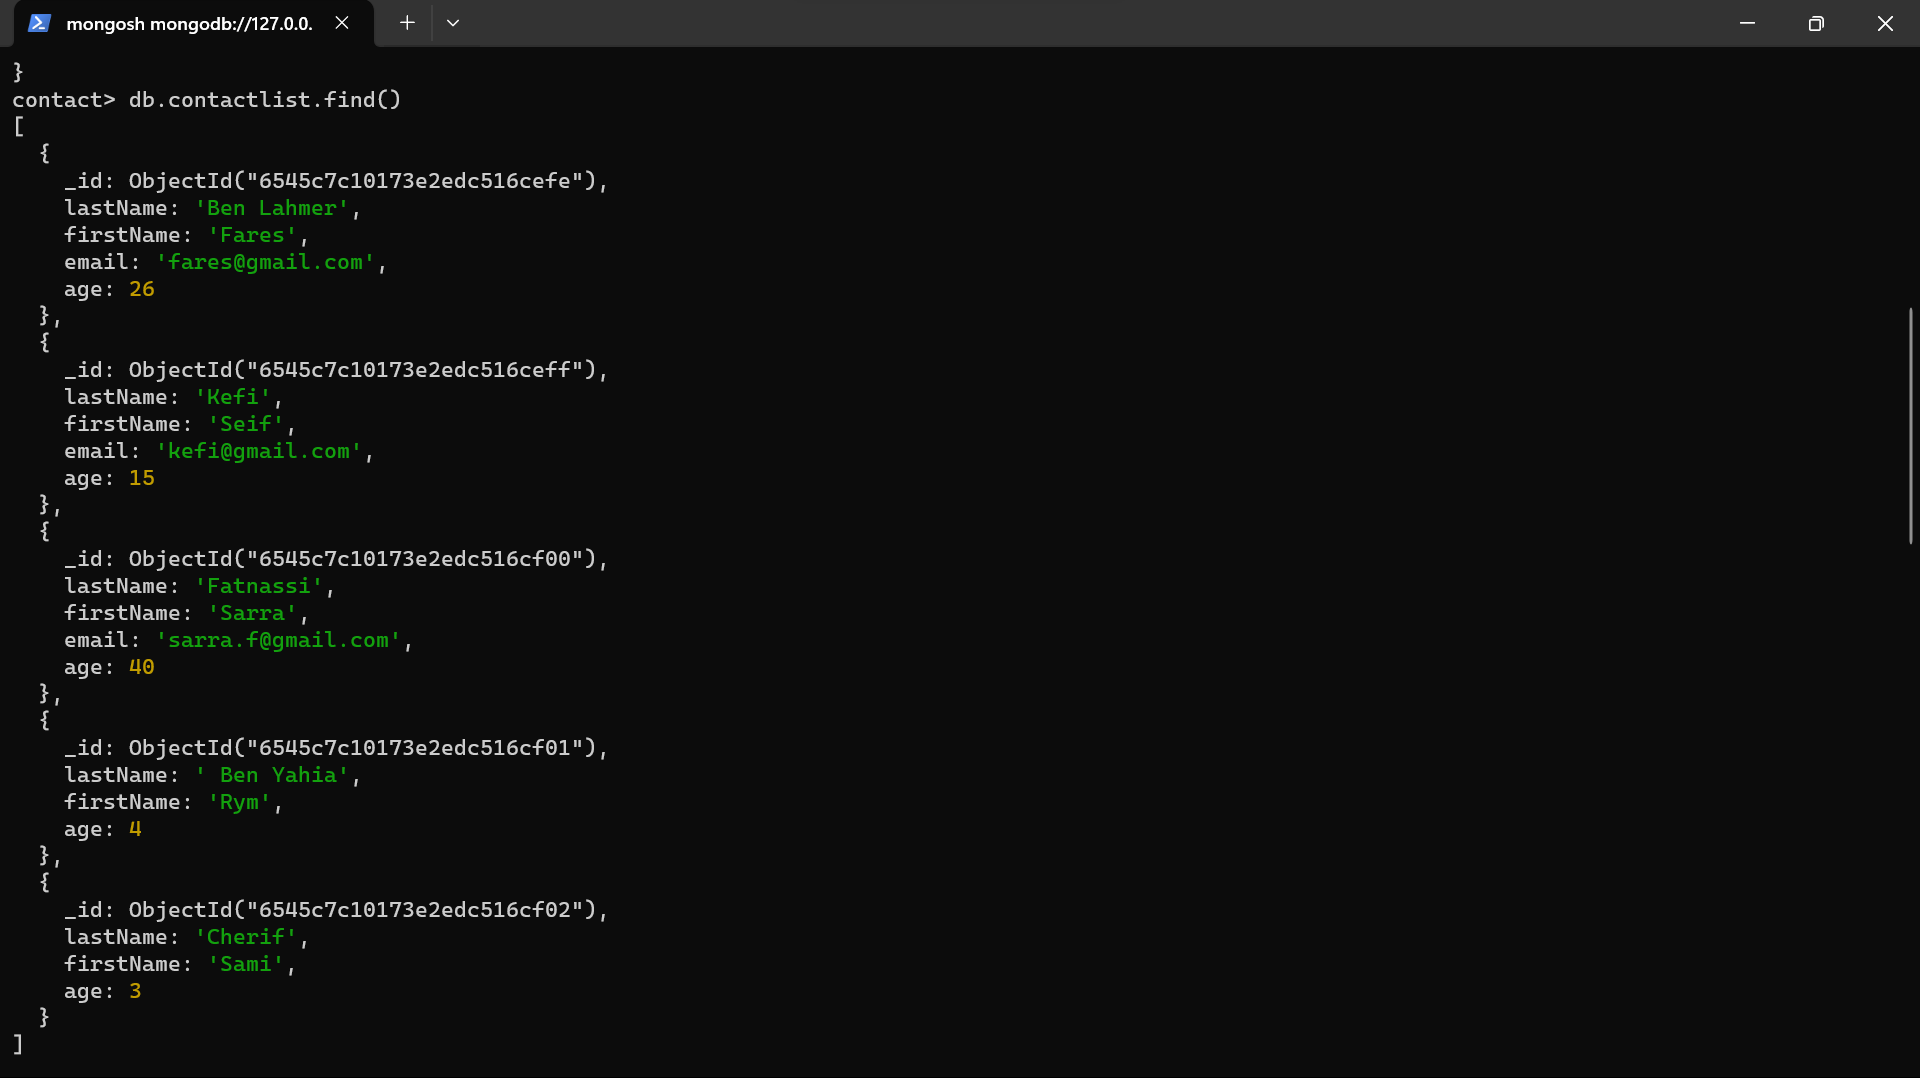 mongosh mongodb://127.0.0.
}
contact> db.contactlist.find()
[
  {
    _id: ObjectId("6545c7c10173e2edc516cefe"),
    lastName: 'Ben Lahmer',
    firstName: 'Fares',
    email: 'fares@gmail.com',
    age: 26
  },
  {
    _id: ObjectId("6545c7c10173e2edc516ceff"),
    lastName: 'Kefi',
    firstName: 'Seif',
    email: 'kefi@gmail.com',
    age: 15
  },
  {
    _id: ObjectId("6545c7c10173e2edc516cf00"),
    lastName: 'Fatnassi',
    firstName: 'Sarra',
    email: 'sarra.f@gmail.com',
    age: 40
  },
  {
    _id: ObjectId("6545c7c10173e2edc516cf01"),
    lastName: ' Ben Yahia',
    firstName: 'Rym',
    age: 4
  },
  {
    _id: ObjectId("6545c7c10173e2edc516cf02"),
    lastName: 'Cherif',
    firstName: 'Sami',
    age: 3
  }
]